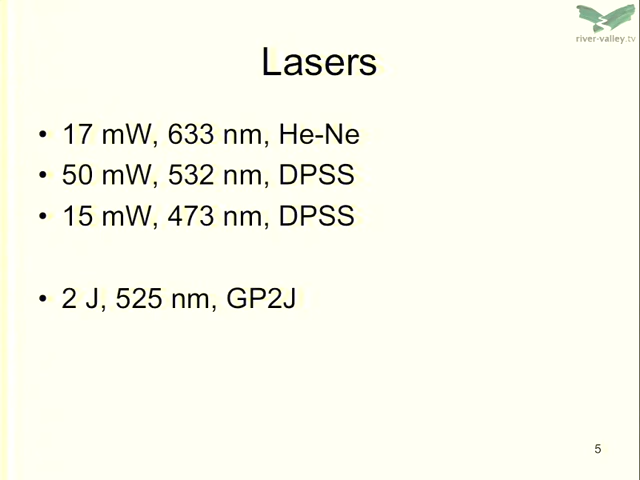 river-valley.tv
Lasers
• 17 mW, 633 nm, He-Ne
• 50 mW, 532 nm, DPSS
• 15 mW, 473 nm, DPSS
• 2 J, 525 nm, GP2J
5